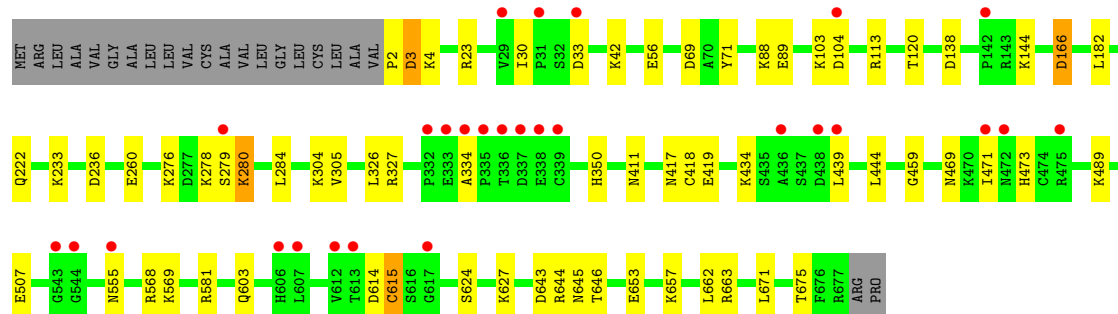 MET ARG LEU ALA VAL GLY ALA LEU LEU VAL CYS ALA VAL LEU GLY LEU CYS LEU ALA VAL P2 D3 K4 R23 V29 I30 P31 S32 D33 K42 E56 D69 A70 Y71 K88 E89 K103 D104 R113 T120 D138 P142 R143 K144 D166 L182
Q222 K233 D236 E260 K276 D277 K278 S279 K280 L284 K304 V305 L326 R327 P332 E333 A334 P335 T336 D337 E338 C339 H350 N411 N417 C418 E419 K434 S435 A436 S437 D438 L439 L444 G459 N469 K470 I471 N472 H473 C474 R475 K489
E507 G543 G544 N555 R568 K569 R581 Q603 H606 L607 V612 T613 D614 C615 S616 G617 S624 K627 D643 R644 N645 T646 E653 K657 L662 R663 L671 T675 F676 R677 ARG PRO